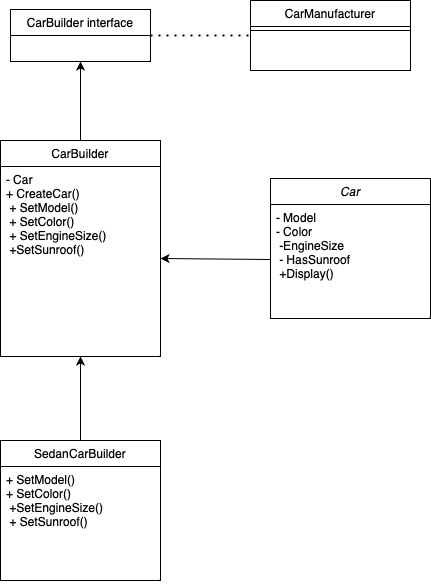 CarBuilder interface
CarManufacturer
CarBuilder
- Car
+ CreateCar()
+ SetModel()
+ SetColor()
+ SetEngineSize()
+SetSunroof()
Car
- Model
- Color
-EngineSize
- HasSunroof
+Display()
SedanCarBuilder
+ SetModel()
+ SetColor()
+SetEngineSize()
+ SetSunroof()